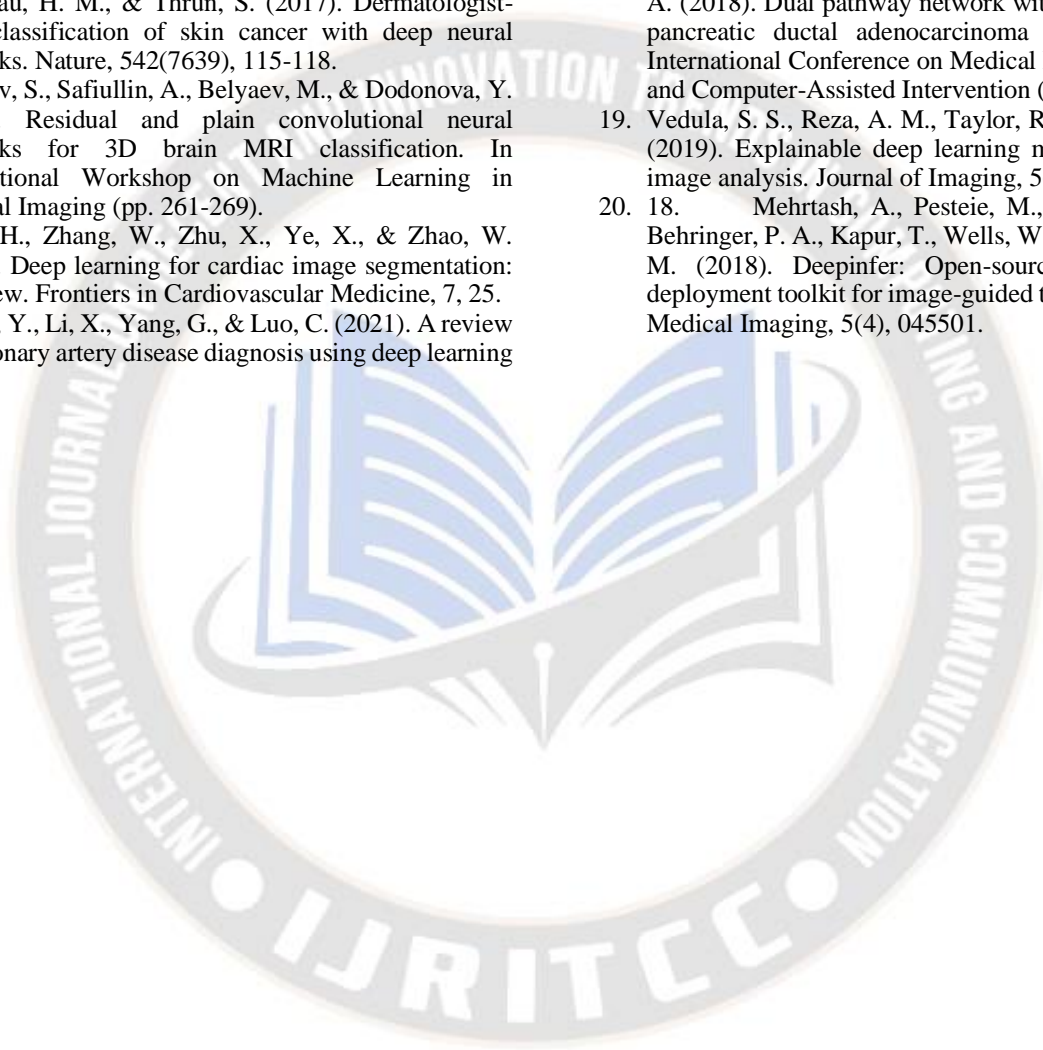 au, H. M., & Thrun, S. (2017). Dermatologist-
classification of skin cancer with deep neural
ks. Nature, 542(7639), 115-118.
v, S., Safiullin, A., Belyaev, M., & Dodonova, Y.
Residual and plain convolutional neural
ks for 3D brain MRI classification. In
tional Workshop on Machine Learning in
l Imaging (pp. 261-269).
H., Zhang, W., Zhu, X., Ye, X., & Zhao, W.
. Deep learning for cardiac image segmentation:
ew. Frontiers in Cardiovascular Medicine, 7, 25.
, Y., Li, X., Yang, G., & Luo, C. (2021). A review
onary artery disease diagnosis using deep learning
A. (2018). Dual pathway network wit
pancreatic ductal adenocarcinoma
International Conference on Medical
and Computer-Assisted Intervention (
19. Vedula, S. S., Reza, A. M., Taylor, R
(2019). Explainable deep learning m
image analysis. Journal of Imaging, 5
20. 18. Mehrtash, A., Pesteie, M.,
Behringer, P. A., Kapur, T., Wells, W
M. (2018). Deepinfer: Open-sourc
deployment toolkit for image-guided t
Medical Imaging, 5(4), 045501.
INTERNATIONAL JOURNAL
INNOVATION
AND COMMUNICATION
IJRITCC